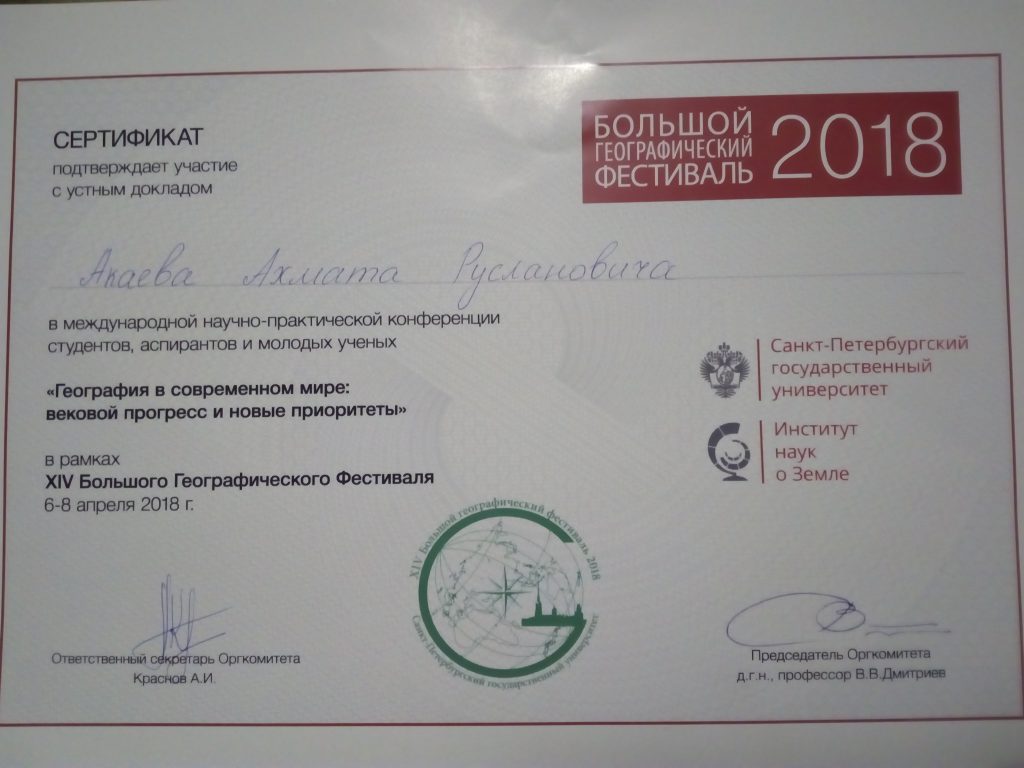 СЕРТИФИКАТ
подтверждает участие
с устным докладом
БОЛЬШОЙ
ГЕОГРАФИЧЕСКИЙ
ФЕСТИВАЛЬ
2018
Акаева Ахмата Руслановича
в международной научно-практической конференции
студентов, аспирантов и молодых ученых
«География в современном мире:
вековой прогресс и новые приоритеты»
в рамках
XIV Большого Географического Фестиваля
6-8 апреля 2018 г.
Санкт-Петербургский
государственный
университет
Институт
наук
о Земле
XIV Большой географический фестиваль 2018
Санкт-Петербургский государственный университет
Ответственный секретарь Оргкомитета
Краснов А.И.
Председатель Оргкомитета
д.г.н., профессор В.В.Дмитриев